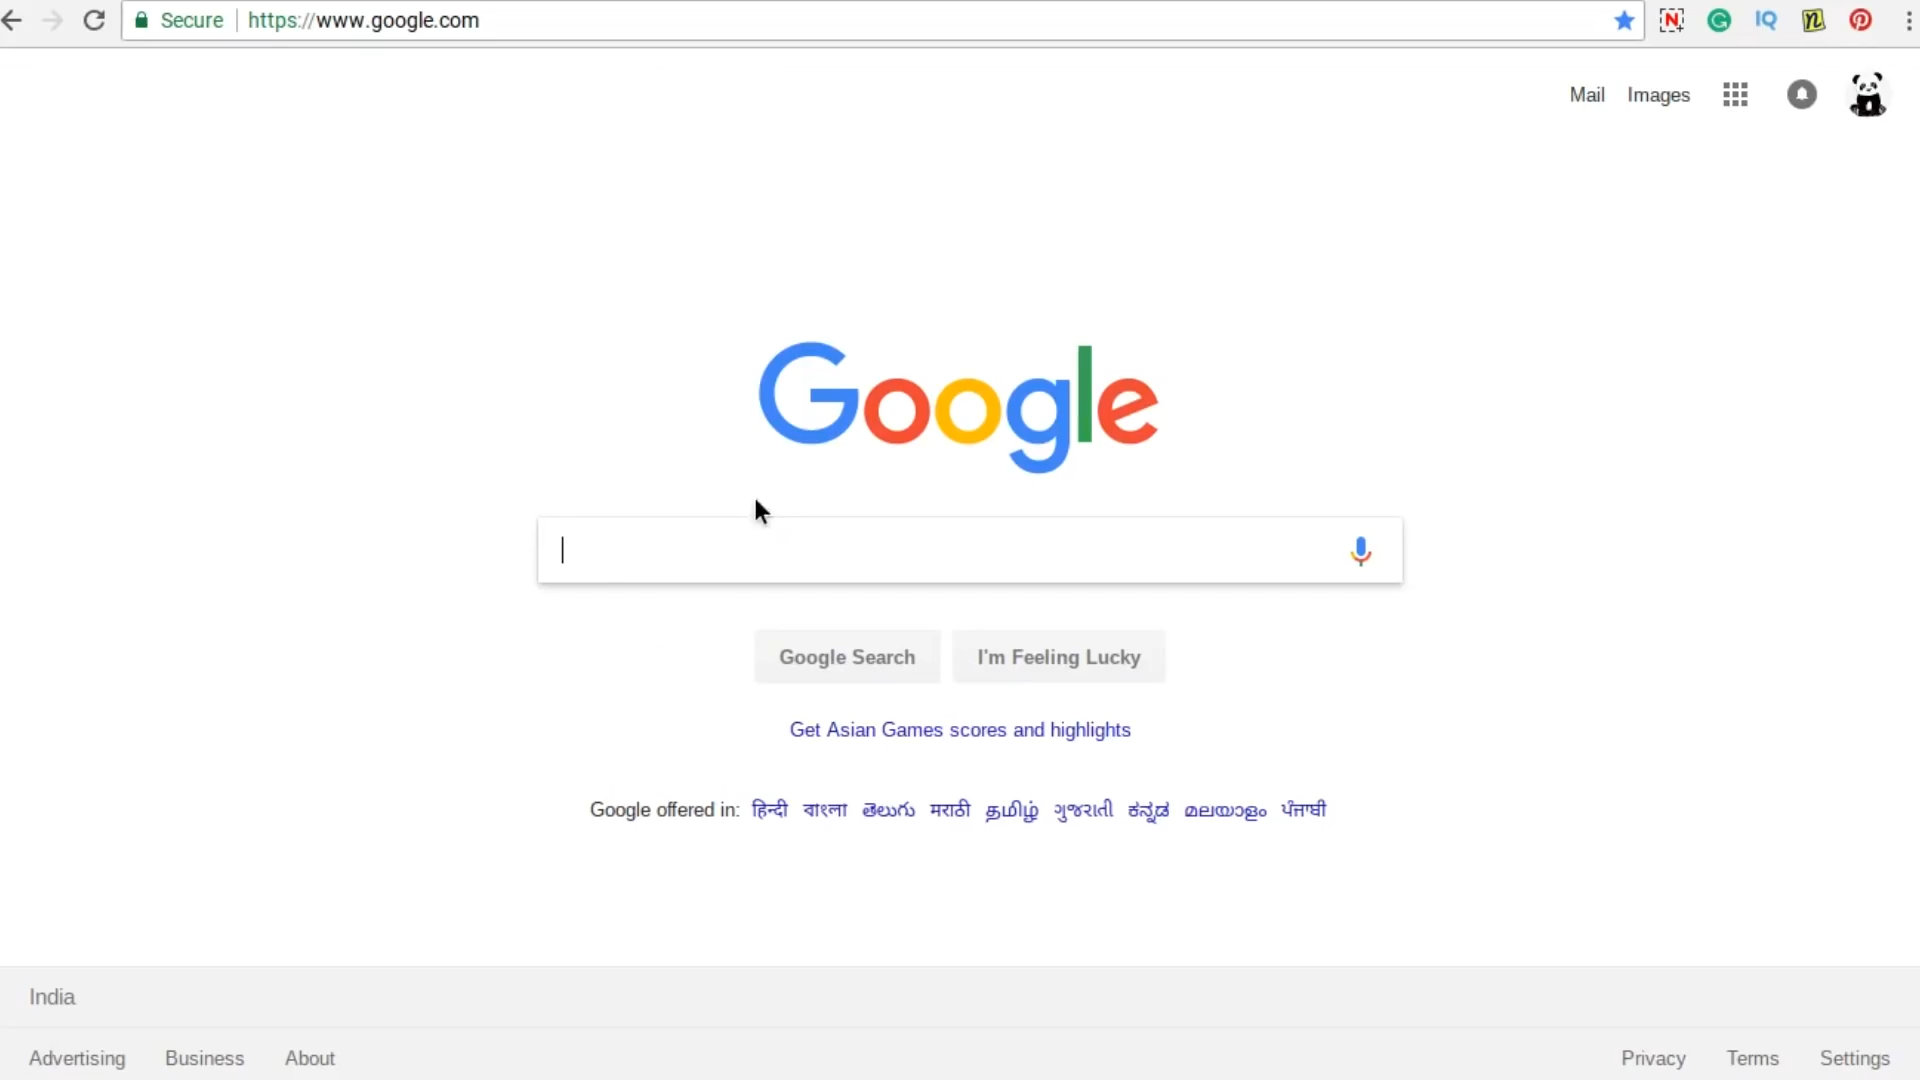 Secure https://www.google.com N G IQ n
Mail Images
Google
Google Search I'm Feeling Lucky
Get Asian Games scores and highlights
Google offered in: हिन्दी বাংলা తెలుగు मराठी தமிழ் ગુજરાતી ಕನ್ನಡ മലയാളം ਪੰਜਾਬੀ
India
Advertising Business About Privacy Terms Settings